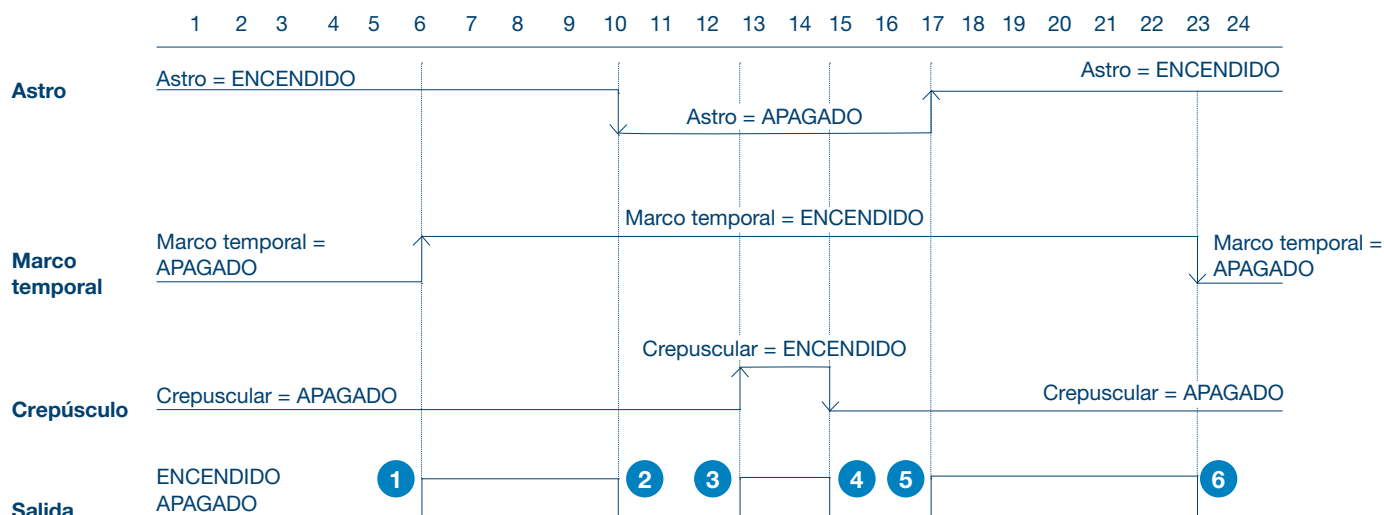 1 2 3 4 5 6 7 8 9 10 11 12 13 14 15 16 17 18 19 20 21 22 23 24
Astro
Astro = ENCENDIDO
Astro = APAGADO
Astro = ENCENDIDO
Marco temporal
Marco temporal =
APAGADO
Marco temporal = ENCENDIDO
Marco temporal =
APAGADO
Crepúsculo
Crepuscular = APAGADO
Crepuscular = ENCENDIDO
Crepuscular = APAGADO
Salida
ENCENDIDO
APAGADO
1 2 3 4 5 6